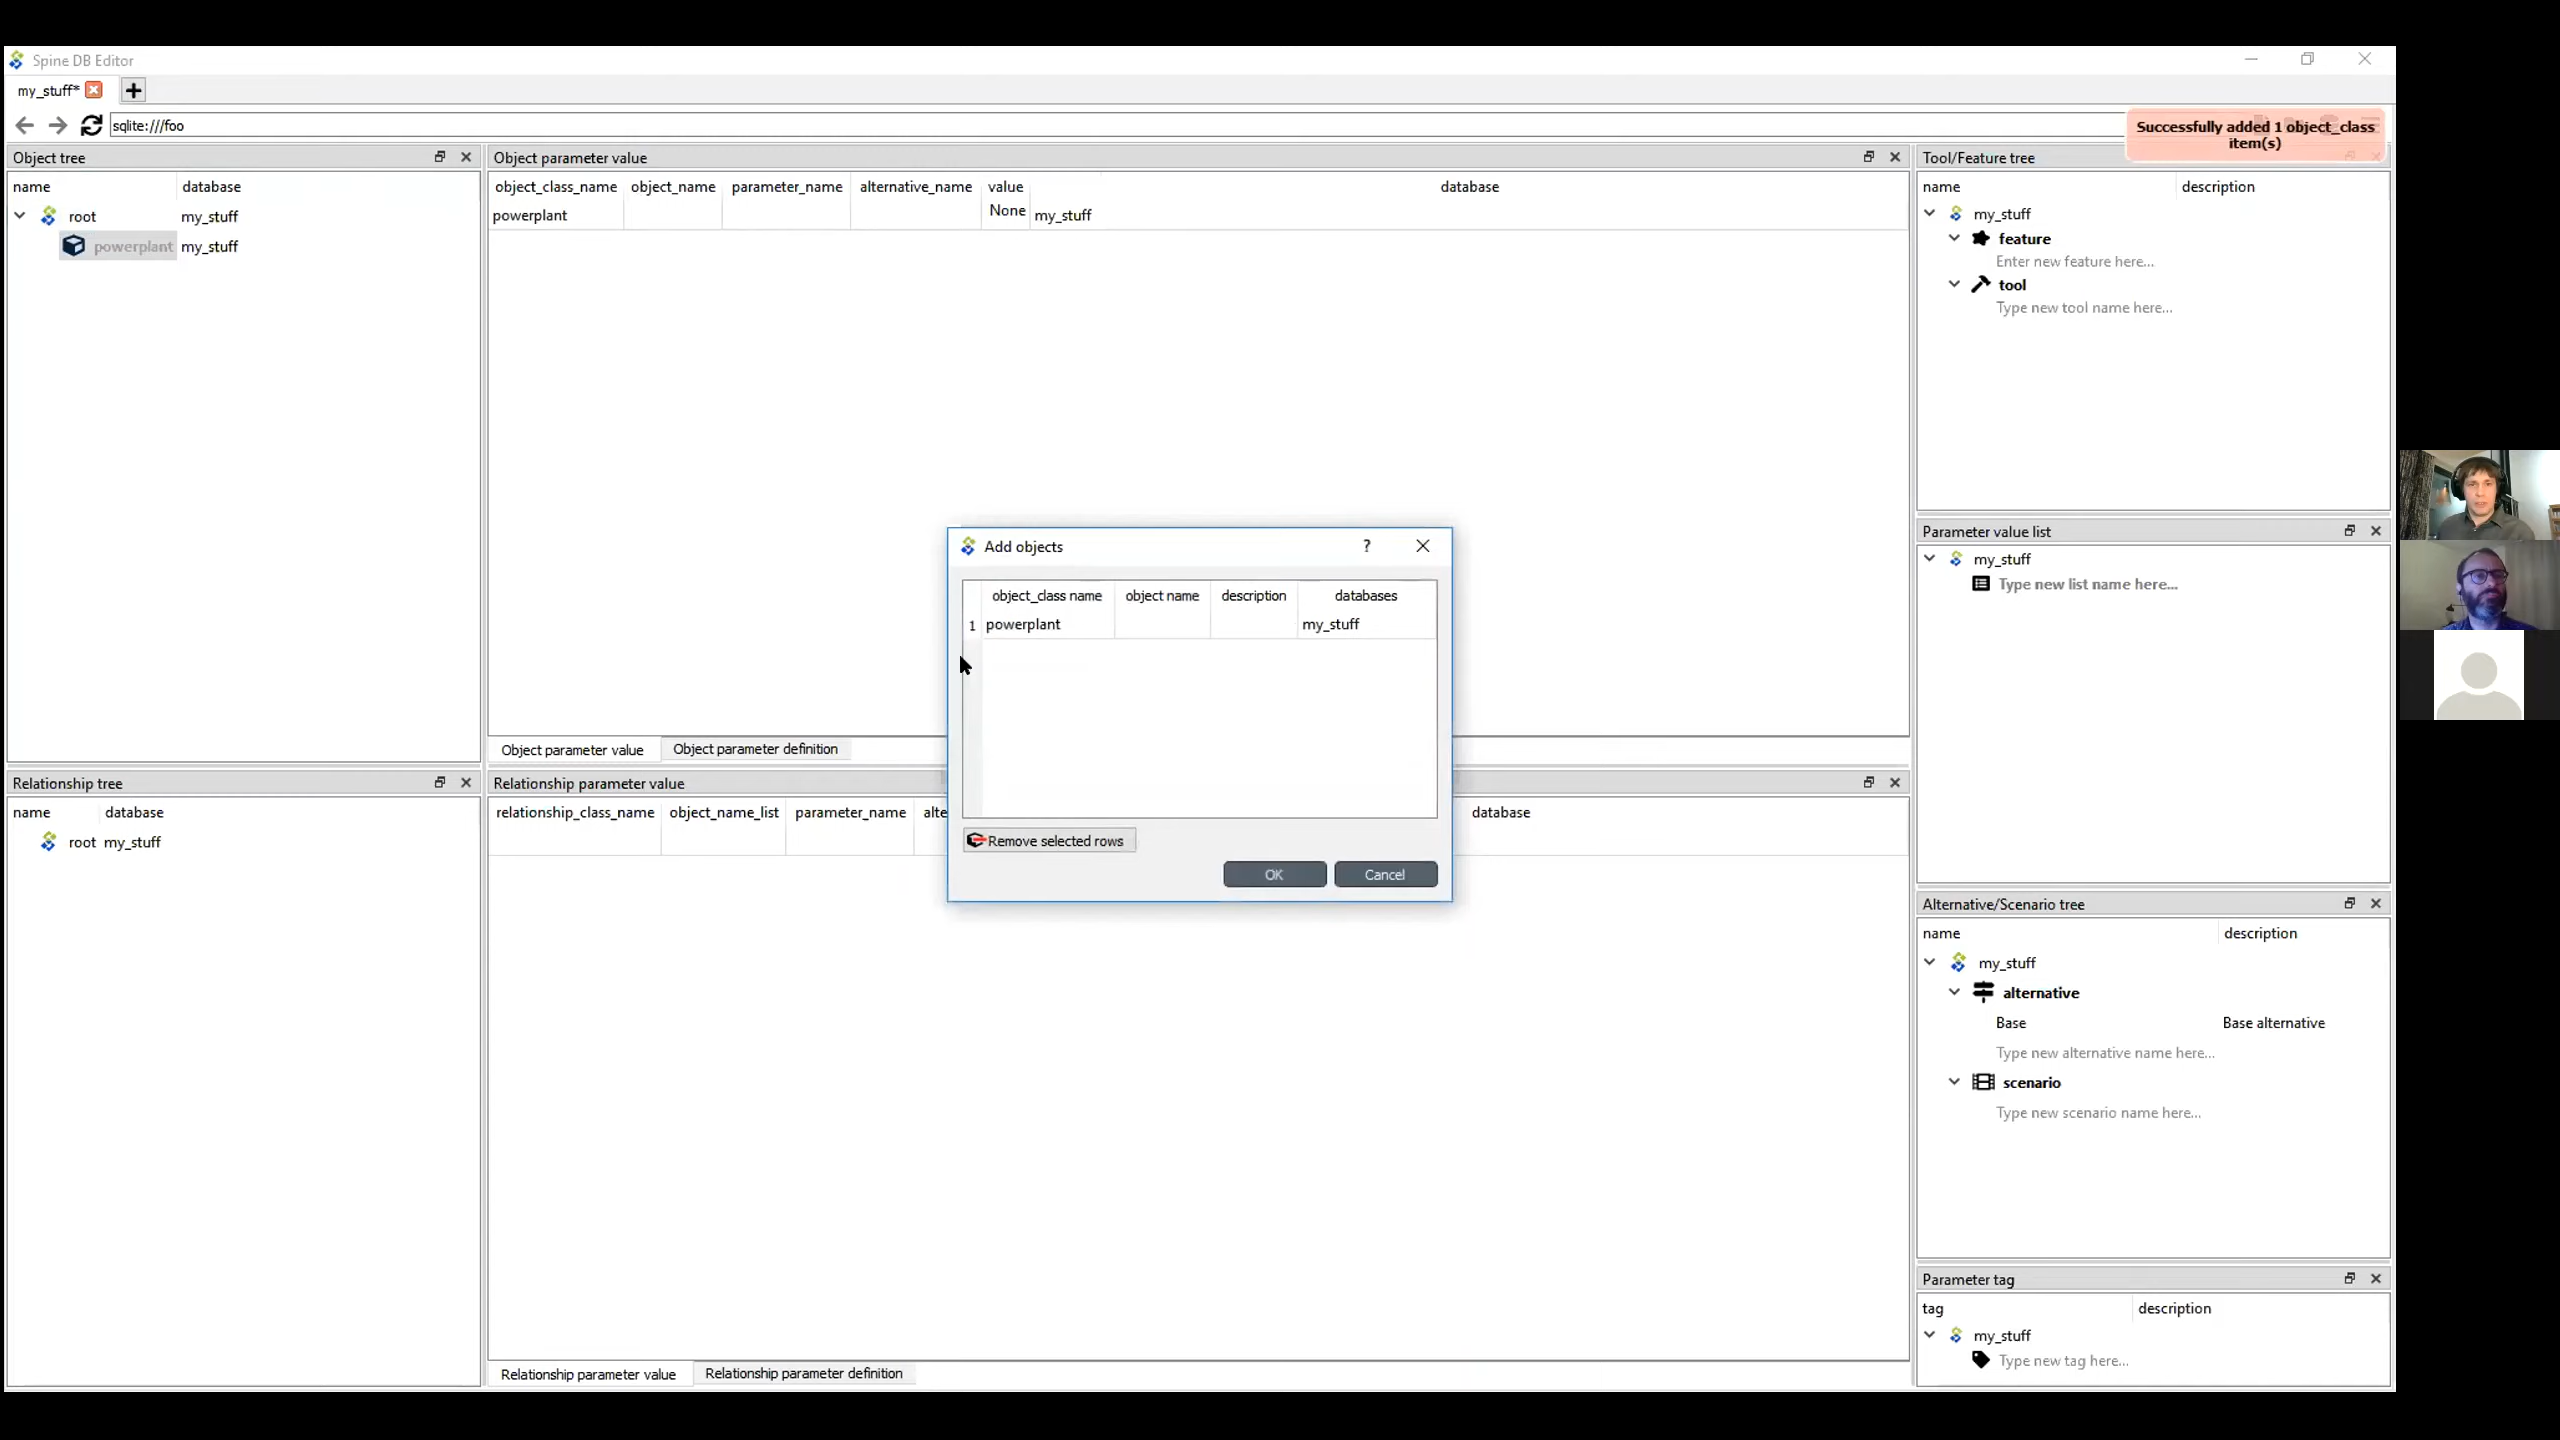 Spine DB Editor
my_stuff*
sqlite:///foo
Successfully added 1 object_class
item(s)
Object tree
name database
root my_stuff
powerplant my_stuff
Object parameter value
object_class_name object_name parameter_name alternative_name value database
powerplant None my_stuff
Object parameter value Object parameter definition
Tool/Feature tree
name description
my_stuff
feature
Enter new feature here...
tool
Type new tool name here...
Parameter value list
my_stuff
Type new list name here...
Add objects
?
object_class name object name description databases
1 powerplant my_stuff
Remove selected rows
OK Cancel
Relationship tree
name database
root my_stuff
Relationship parameter value
relationship_class_name object_name_list parameter_name alte database
Relationship parameter value Relationship parameter definition
Alternative/Scenario tree
name description
my_stuff
alternative
Base Base alternative
Type new alternative name here...
scenario
Type new scenario name here...
Parameter tag
tag description
my_stuff
Type new tag here...